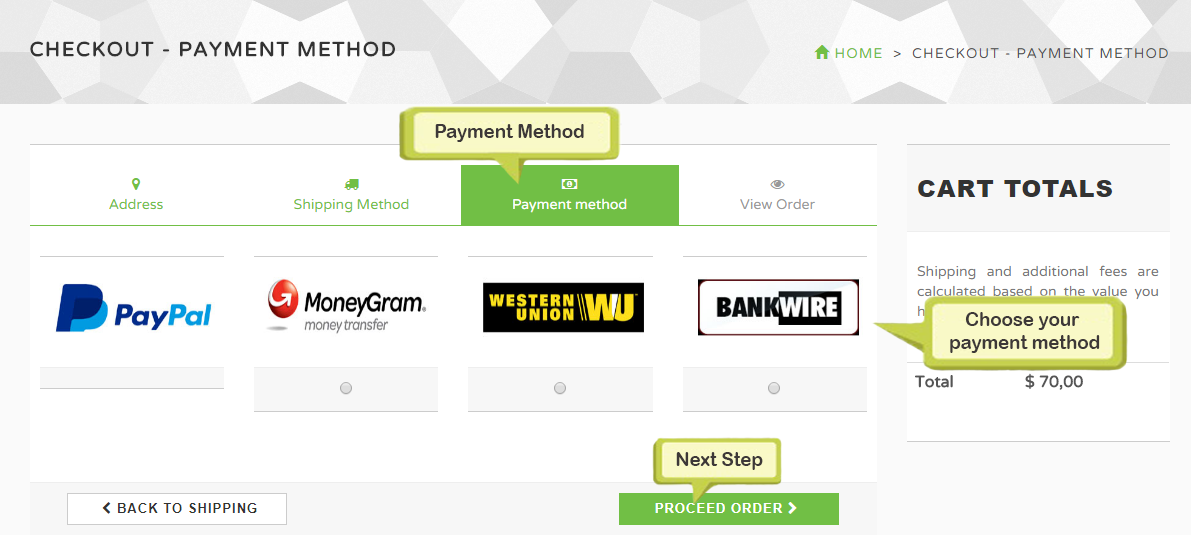 CHECKOUT - PAYMENT METHOD
HOME > CHECKOUT - PAYMENT METHOD
Payment Method
Address
Shipping Method
Payment method
View Order
CART TOTALS
PayPal
MoneyGram.
money transfer
WESTERN
UNION WU
BANKWIRE
Shipping and additional fees are
calculated based on the value you
Choose your
payment method
Total $ 70,00
Next Step
BACK TO SHIPPING
PROCEED ORDER